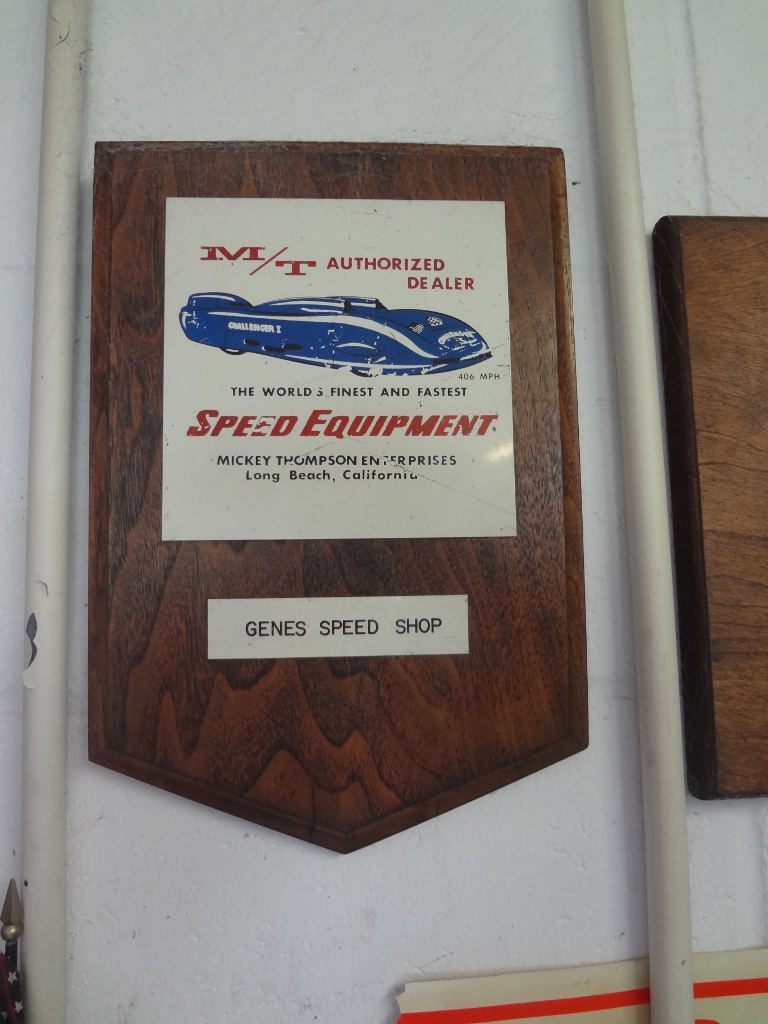 M/T AUTHORIZED
DEALER
CHALLENGER I
406 MPH
THE WORLD'S FINEST AND FASTEST
SPEED EQUIPMENT
MICKEY THOMPSON ENTERPRISES
Long Beach, California
GENES SPEED SHOP